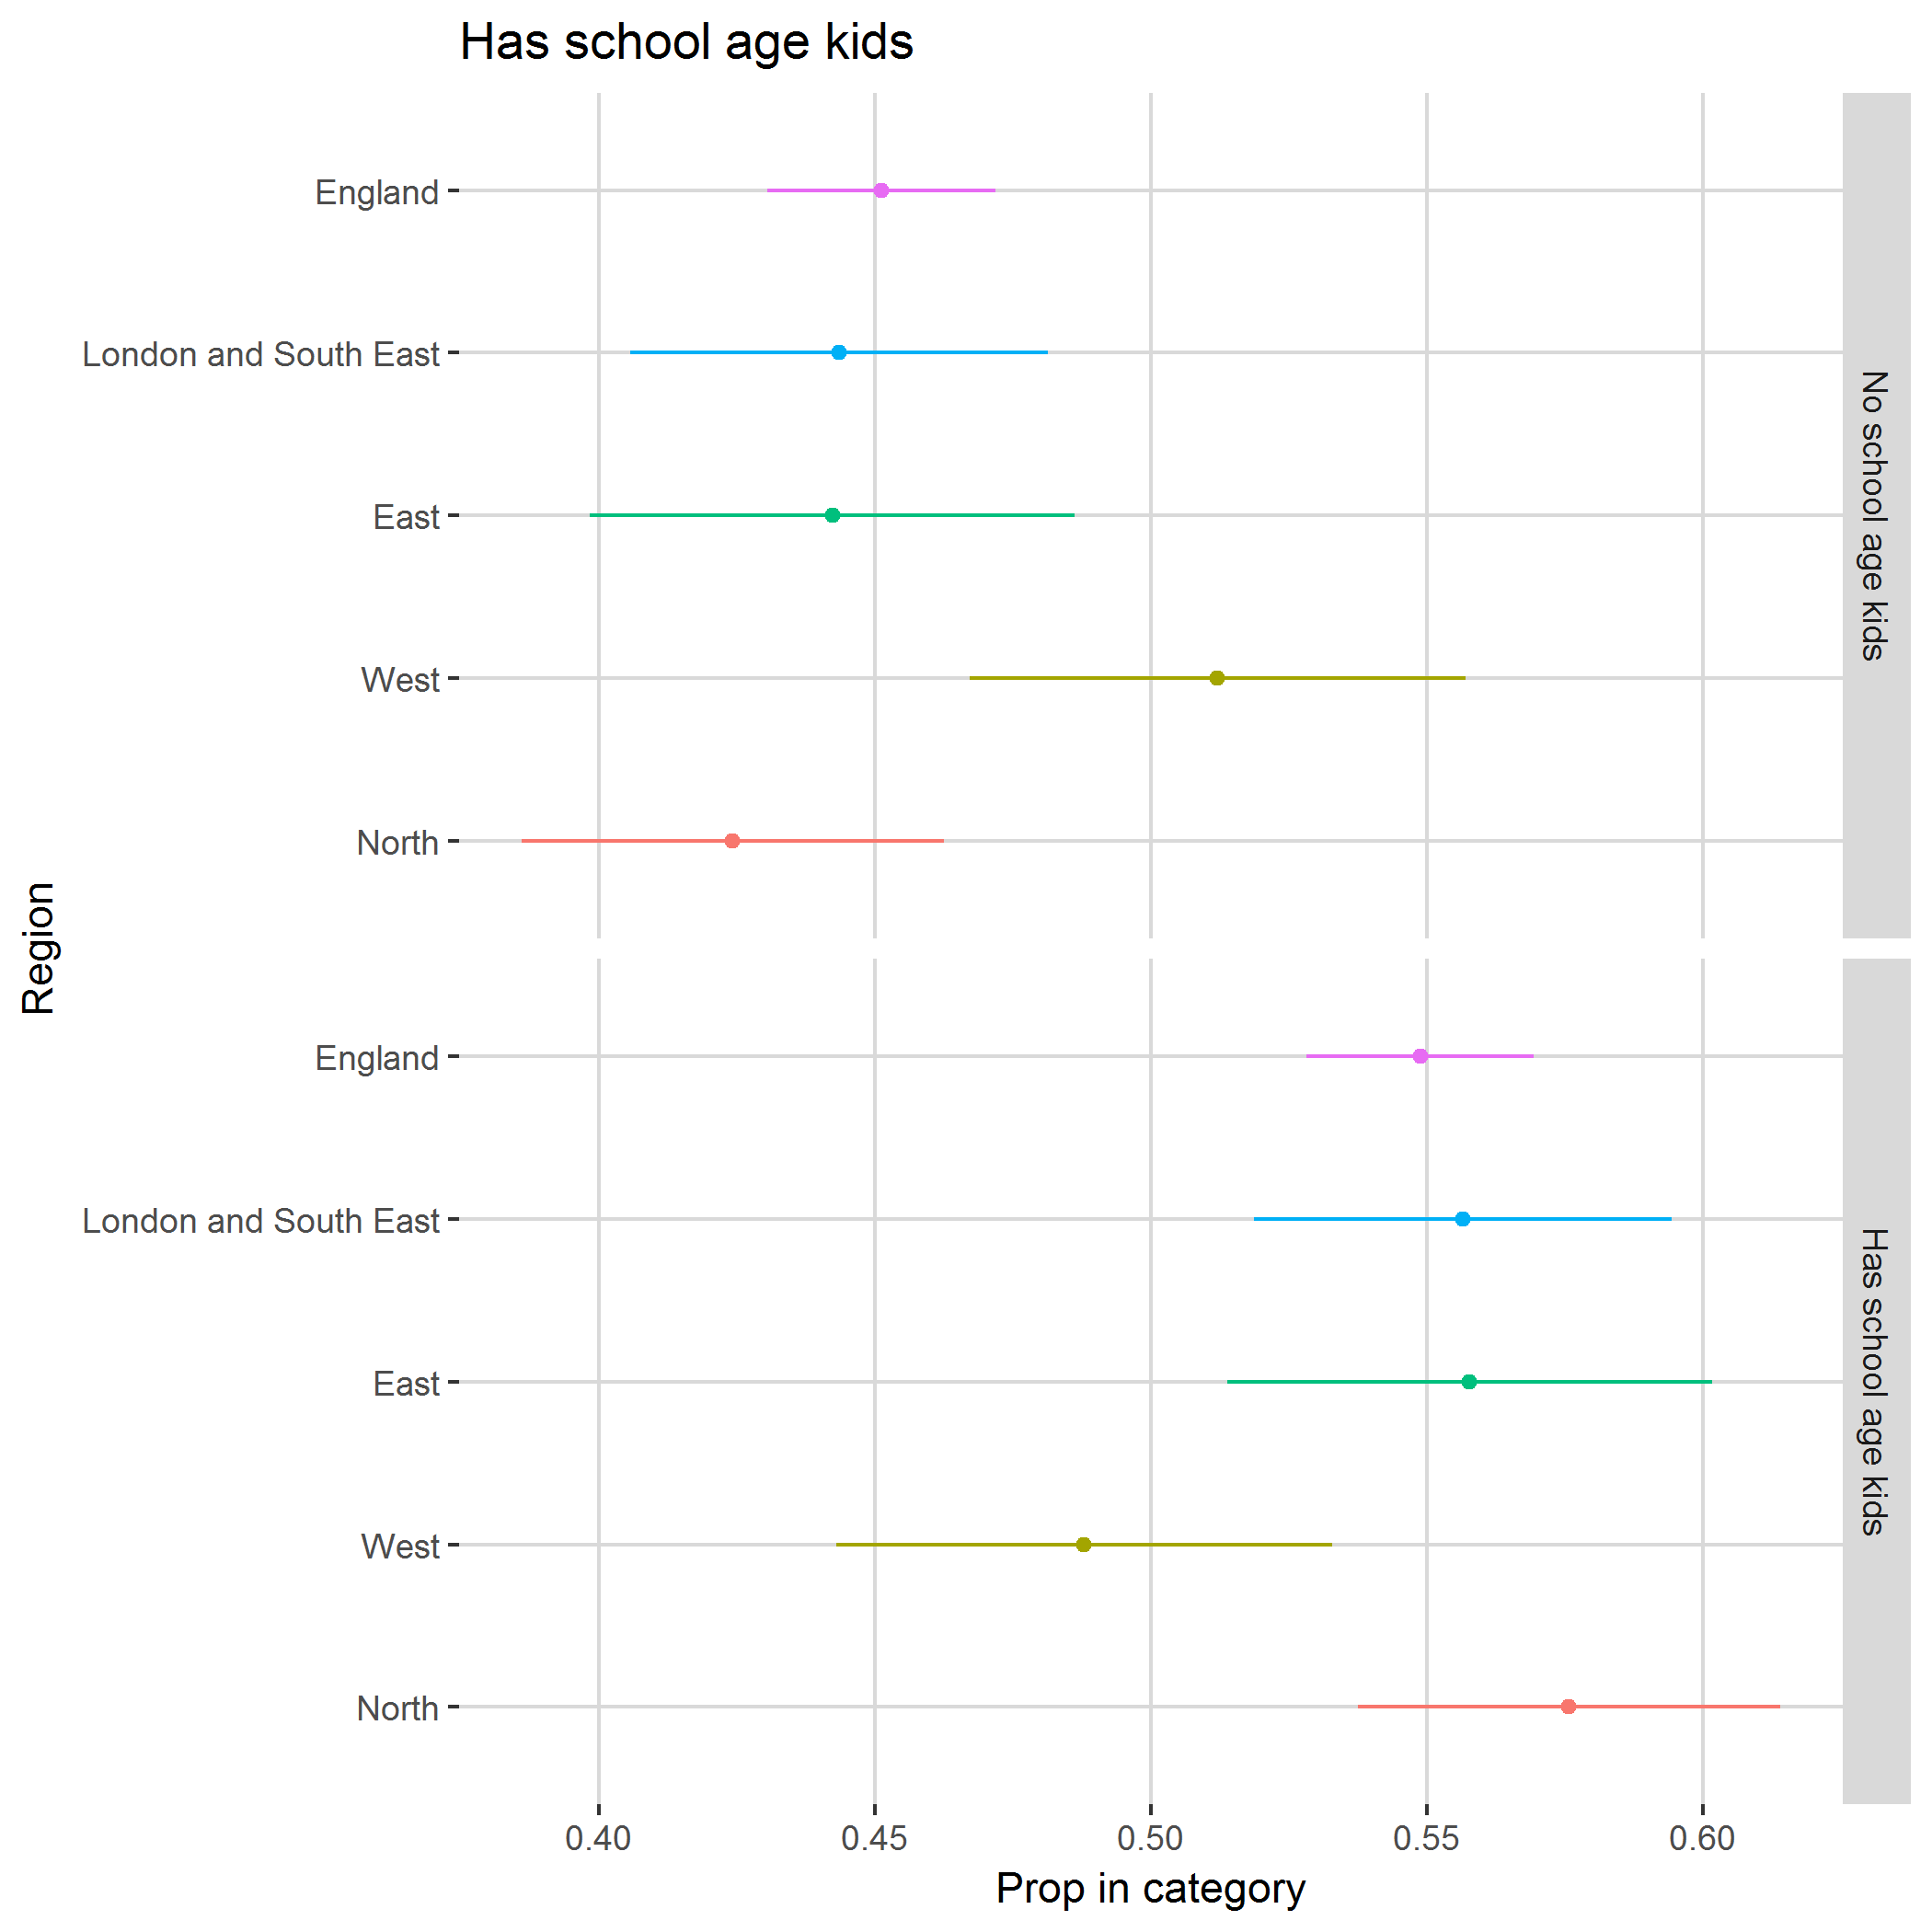 Has school age kids
England
London and South East
East
West
North
No school age kids
Region
England
London and South East
East
West
North
Has school age kids
0.40 0.45 0.50 0.55 0.60
Prop in category